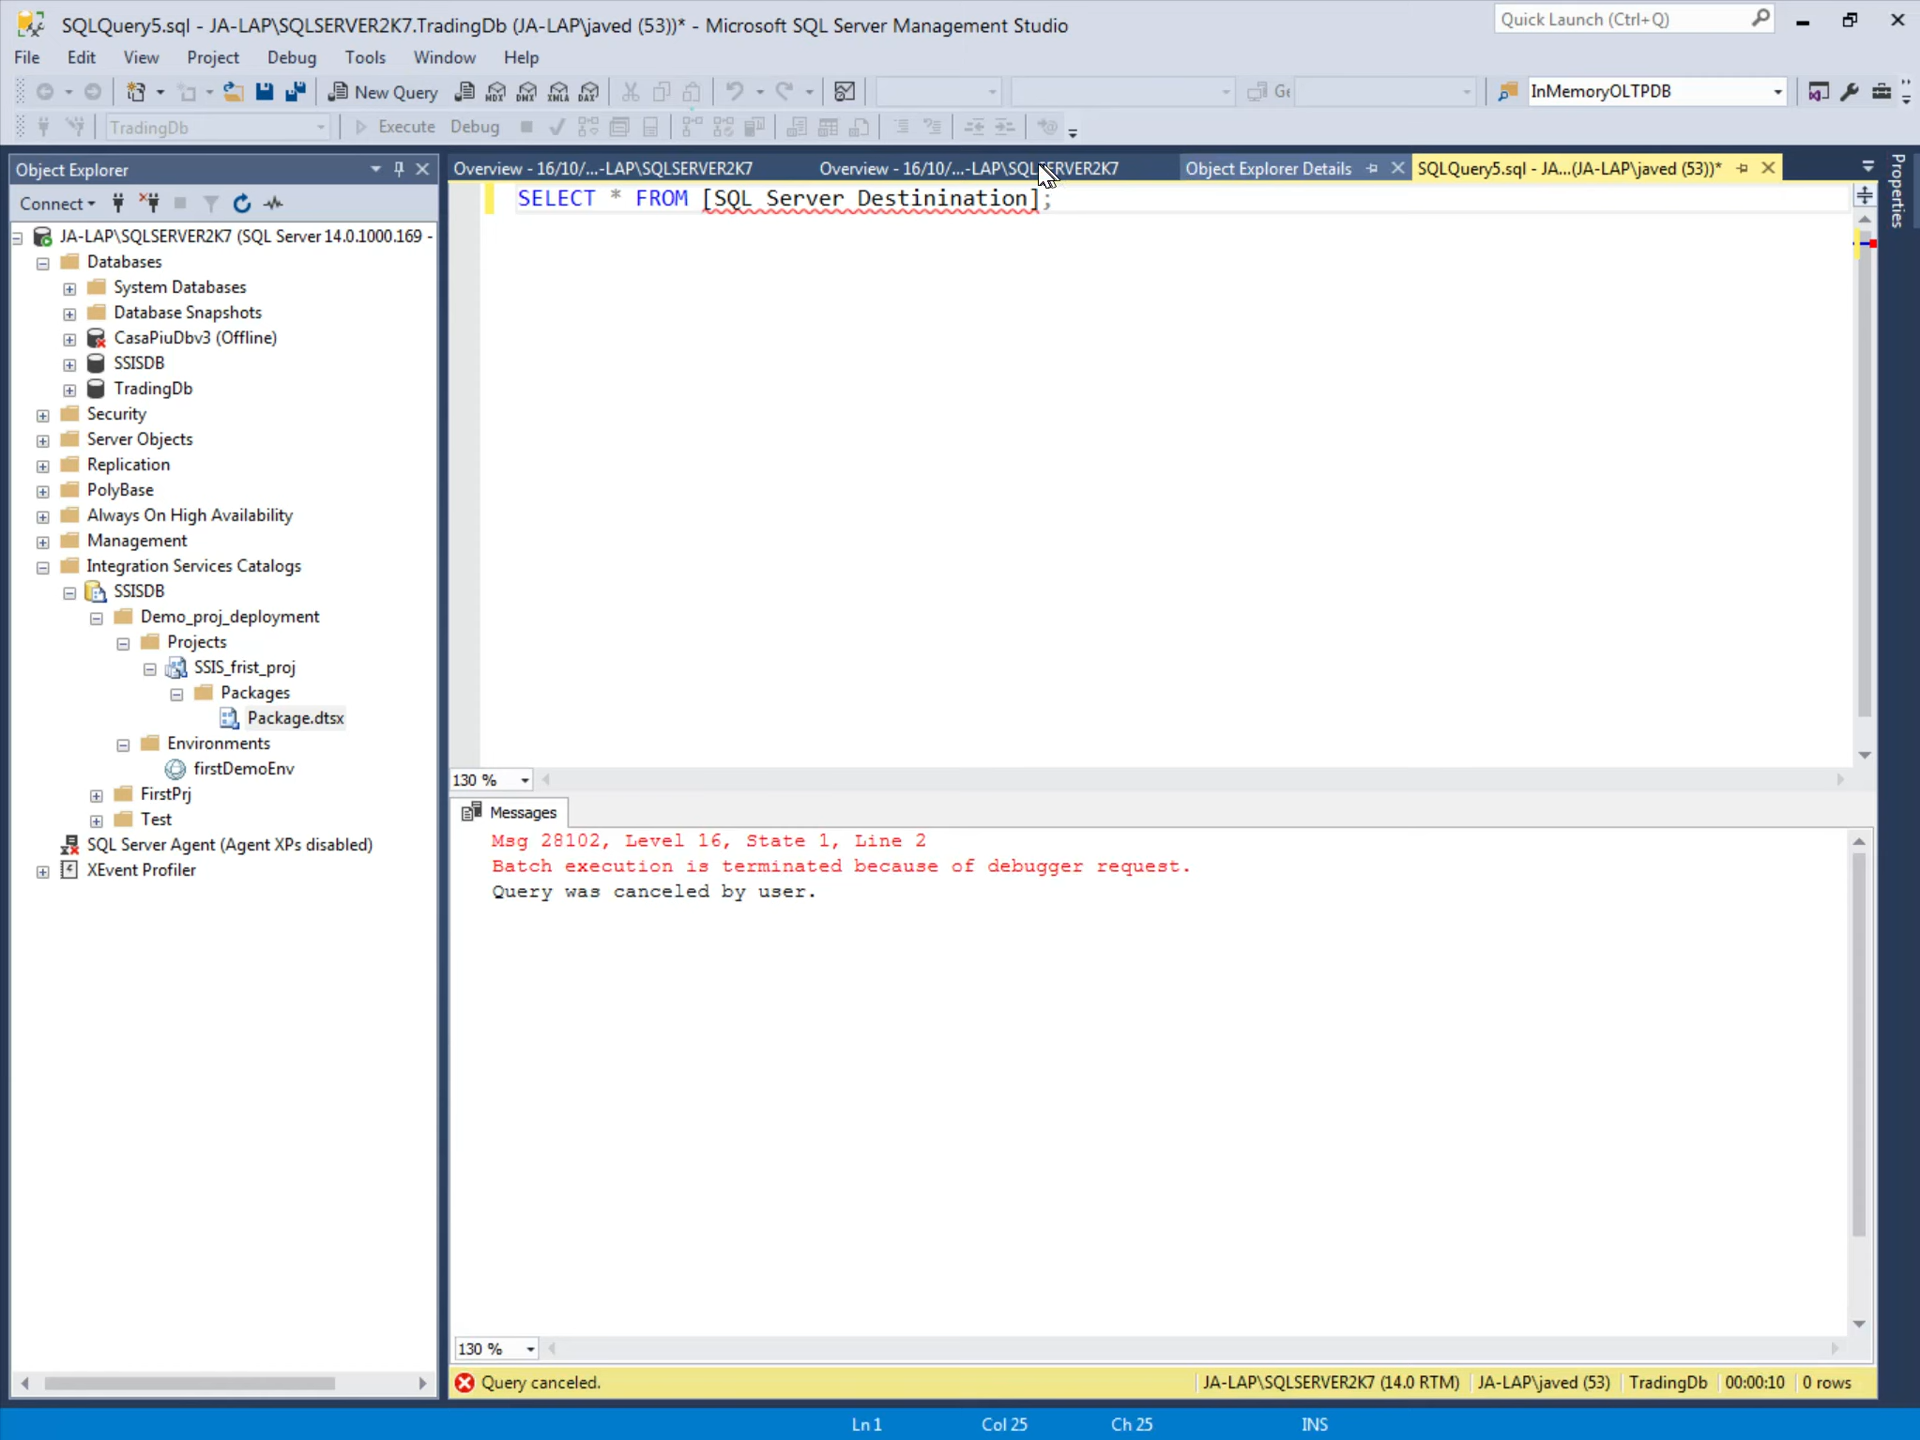 SQLQuery5.sql - JA-LAP\SQLSERVER2K7.TradingDb (JA-LAP\javed (53))* - Microsoft SQL Server Management Studio
Quick Launch (Ctrl+Q)
File Edit View Project Debug Tools Window Help
New Query MDX DMX XMLA DAX Ge InMemoryOLTPDB
TradingDb Execute Debug
Object Explorer
Overview - 16/10/...-LAP\SQLSERVER2K7 Overview - 16/10/...-LAP\SQLSERVER2K7 Object Explorer Details SQLQuery5.sql - JA...(JA-LAP\javed (53))*
Properties
Connect
SELECT * FROM [SQL Server Destinination];
JA-LAP\SQLSERVER2K7 (SQL Server 14.0.1000.169 -
Databases
System Databases
Database Snapshots
CasaPiuDbv3 (Offline)
SSISDB
TradingDb
Security
Server Objects
Replication
PolyBase
Always On High Availability
Management
Integration Services Catalogs
SSISDB
Demo_proj_deployment
Projects
SSIS_frist_proj
Packages
Package.dtsx
Environments
firstDemoEnv
FirstPrj
Test
SQL Server Agent (Agent XPs disabled)
XEvent Profiler
130 %
Messages
Msg 28102, Level 16, State 1, Line 2
Batch execution is terminated because of debugger request.
Query was canceled by user.
130 %
Query canceled. JA-LAP\SQLSERVER2K7 (14.0 RTM) JA-LAP\javed (53) TradingDb 00:00:10 0 rows
Ln 1 Col 25 Ch 25 INS